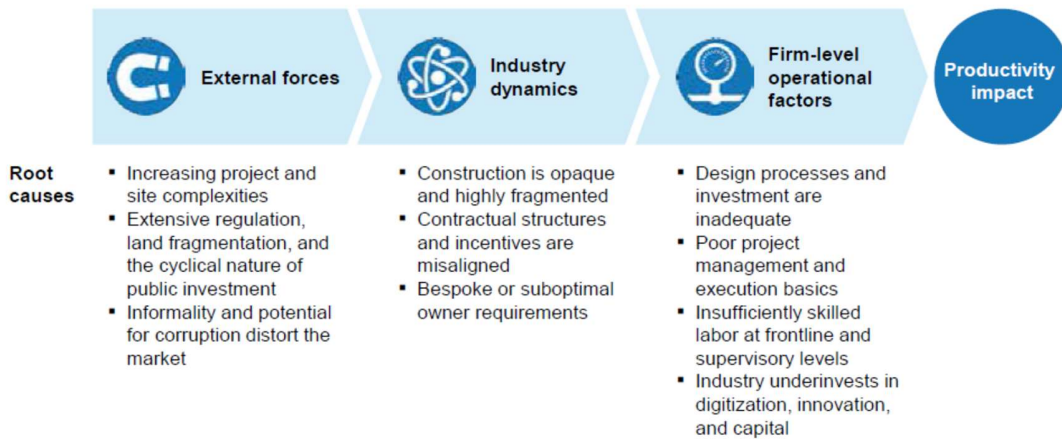 External forces
Industry
dynamics
Firm-level
operational
factors
Productivity
impact
Root
causes
▪ Increasing project and
site complexities
▪ Extensive regulation,
land fragmentation, and
the cyclical nature of
public investment
▪ Informality and potential
for corruption distort the
market
▪ Construction is opaque
and highly fragmented
▪ Contractual structures
and incentives are
misaligned
▪ Bespoke or suboptimal
owner requirements
▪ Design processes and
investment are
inadequate
▪ Poor project
management and
execution basics
▪ Insufficiently skilled
labor at frontline and
supervisory levels
▪ Industry underinvests in
digitization, innovation,
and capital